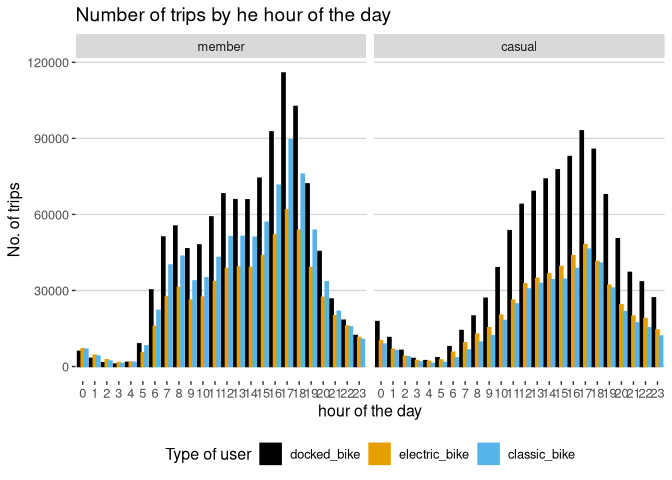 Number of trips by he hour of the day
member casual
120000
90000
60000
30000
0
No. of trips
0 1 2 3 4 5 6 7 8 9 10 11 12 13 14 15 16 17 18 19 20 21 22 23 0 1 2 3 4 5 6 7 8 9 10 11 12 13 14 15 16 17 18 19 20 21 22 23
hour of the day
Type of user docked_bike electric_bike classic_bike